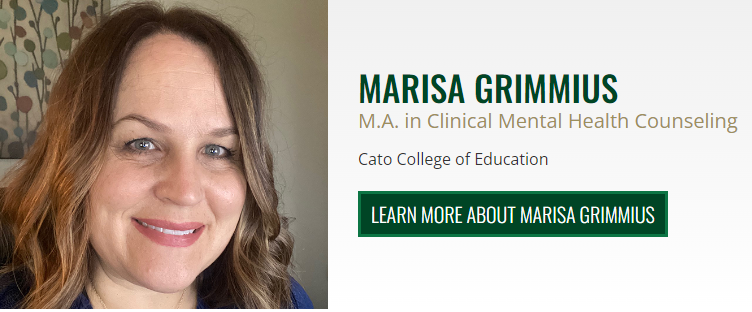 MARISA GRIMMIUS
M.A. in Clinical Mental Health Counseling
Cato College of Education
LEARN MORE ABOUT MARISA GRIMMIUS